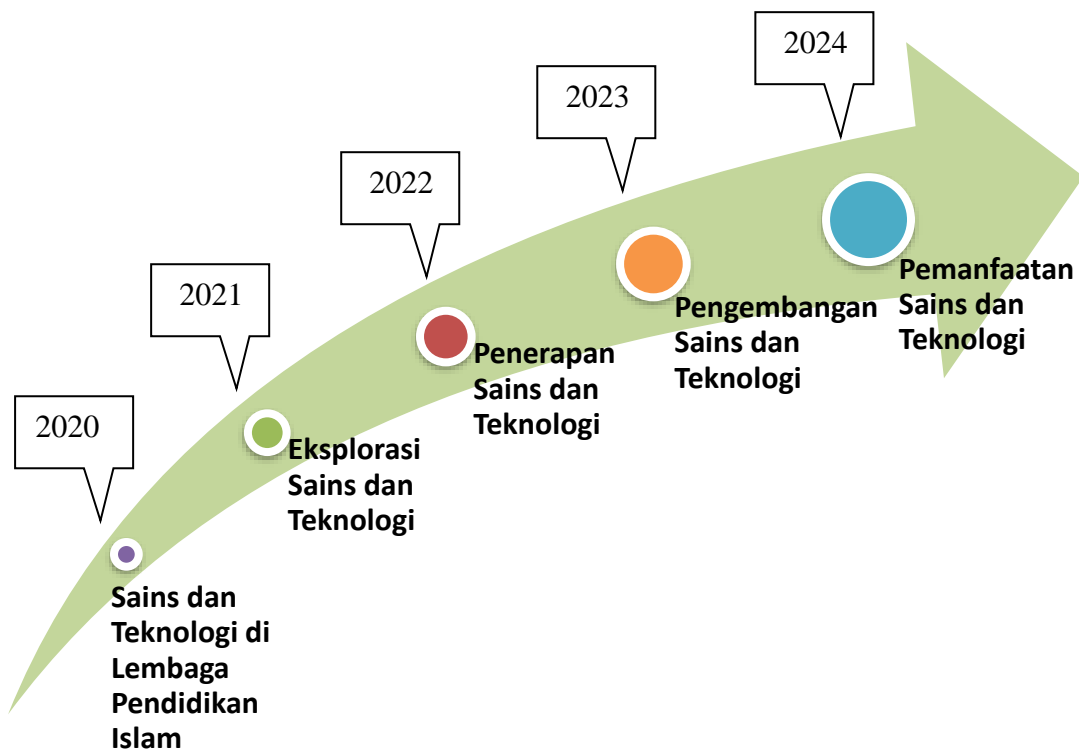 2020
Sains dan
Teknologi di
Lembaga
Pendidikan
Islam
2021
Eksplorasi
Sains dan
Teknologi
2022
Penerapan
Sains dan
Teknologi
2023
Pengembangan
Sains dan
Teknologi
2024
Pemanfaatan
Sains dan
Teknologi